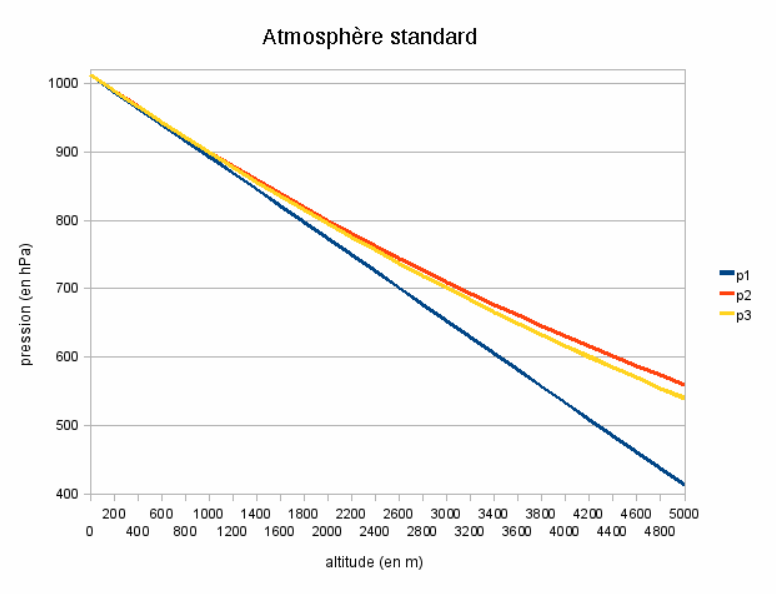 Atmosphère standard
1000
900
800
700
600
500
400
pression (en hPa)
200 600 1000 1400 1800 2200 2600 3000 3400 3800 4200 4600 5000
0 400 800 1200 1600 2000 2400 2800 3200 3600 4000 4400 4800
altitude (en m)
p1
p2
p3